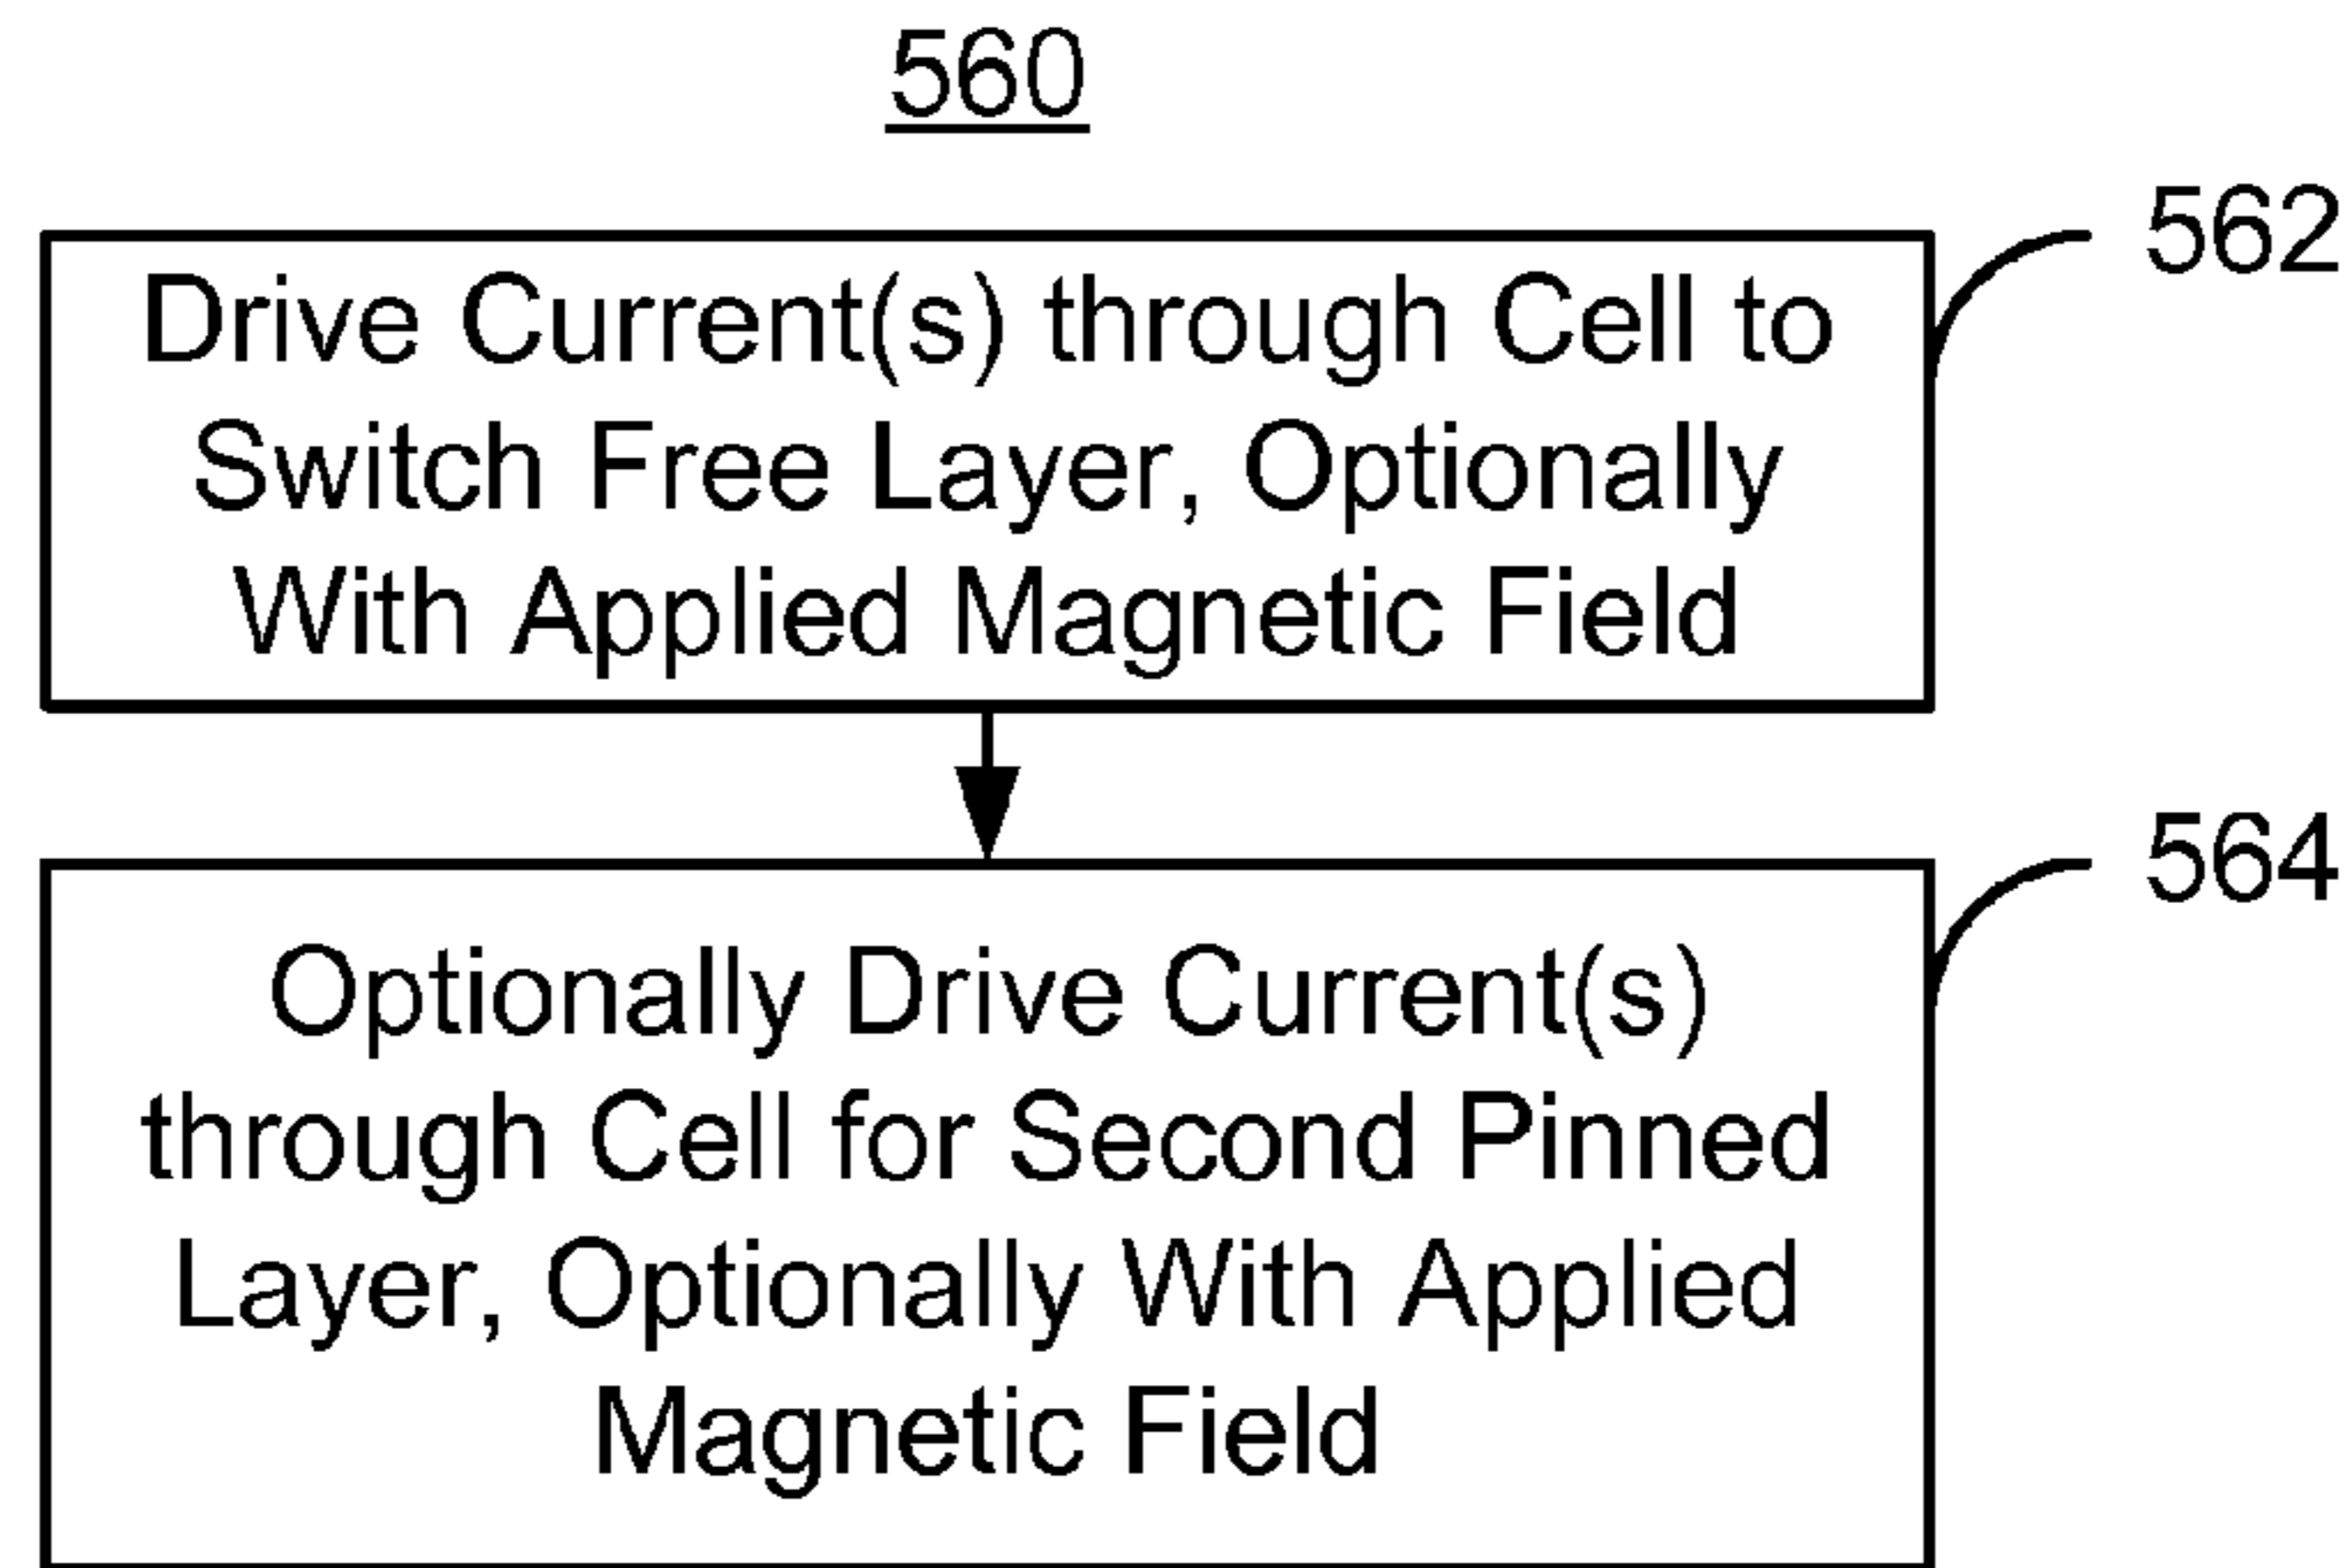 560
562
Drive Current(s) through Cell to
Switch Free Layer, Optionally
With Applied Magnetic Field
564
Optionally Drive Current(s)
through Cell for Second Pinned
Layer, Optionally With Applied
Magnetic Field